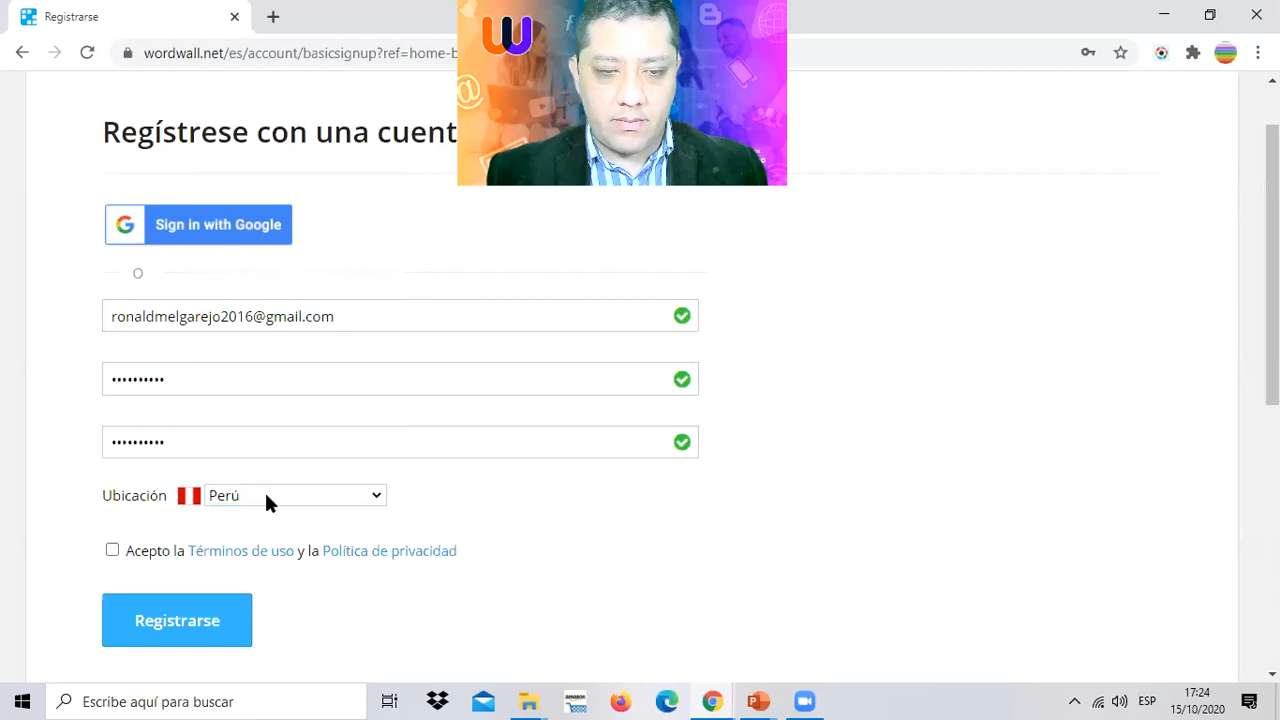 Registrarse
wordwall.net/es/account/basicsignup?ref=home-b
Regístrese con una cuent
Sign in with Google
O
ronaldmelgarejo2016@gmail.com
••••••••••
••••••••••
Ubicación Perú
Acepto la Términos de uso y la Política de privacidad
Registrarse
Escribe aquí para buscar
amazon
ESP
17:24
15/10/2020